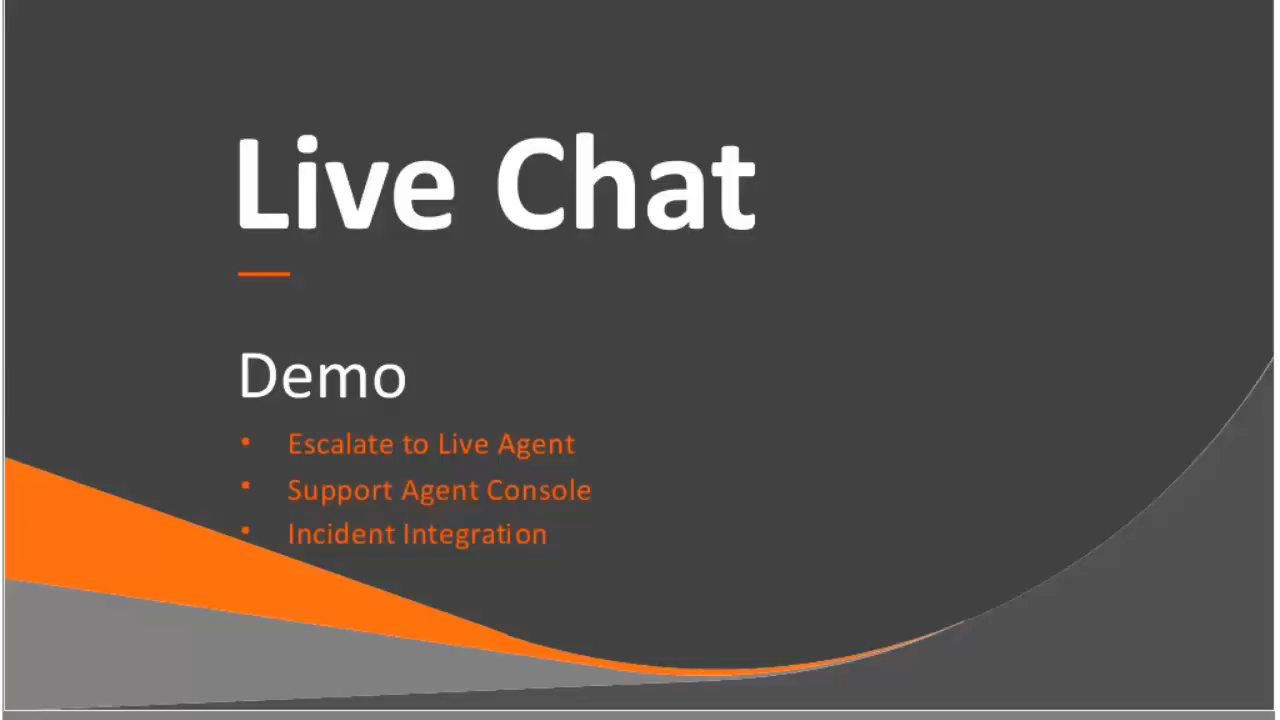 Live Chat
Demo
• Escalate to Live Agent
• Support Agent Console
• Incident Integration